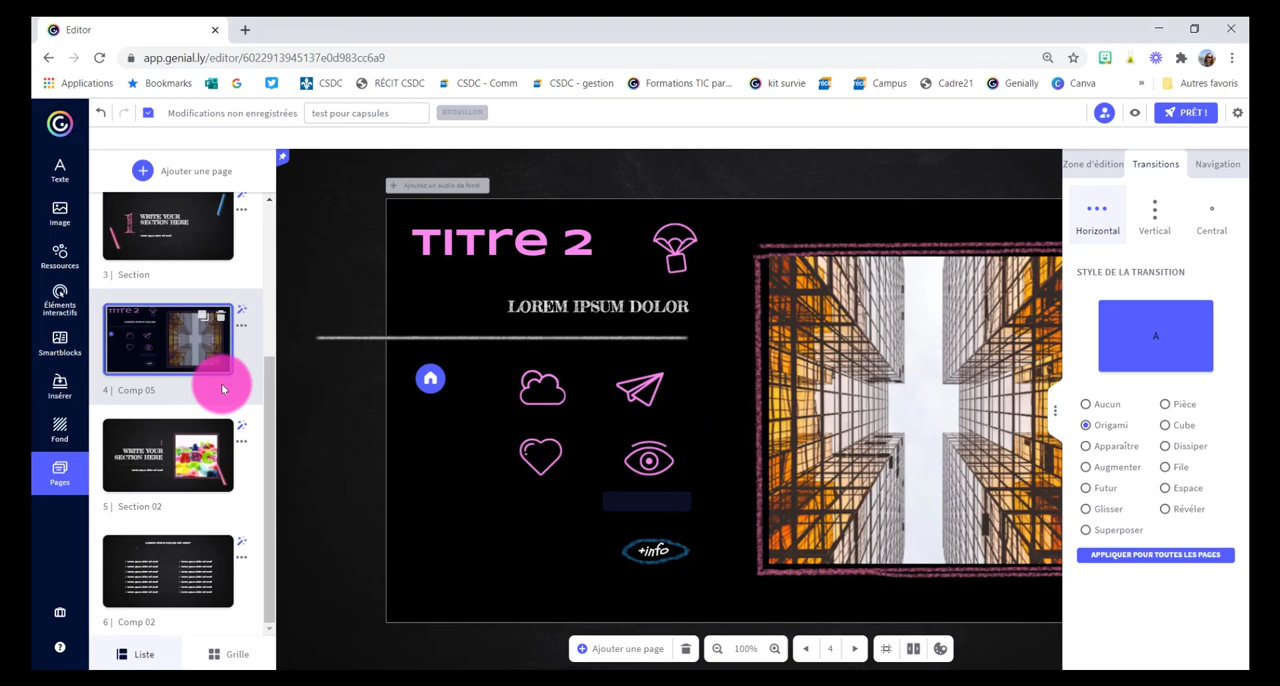 Editor
app.genial.ly/editor/6022913945137e0d983cc6a9
Applications
Bookmarks
CSDC
RÉCIT CSDC
CSDC - Comm
CSDC - gestion
Formations TIC par...
kit survie
Campus
Cadre21
Genially
Canva
»
Autres favoris
Modifications non enregistrées
test pour capsules
BROUILLON
PRÊT !
Texte
Image
Ressources
Éléments
interactifs
Smartblocks
Insérer
Fond
Pages
Ajouter une page
WRITE YOUR
SECTION HERE
3 | Section
TITRE 2
4 | Comp 05
WRITE YOUR
SECTION HERE
5 | Section 02
6 | Comp 02
Liste
Grille
Ajoutez un audio de fond
TITre 2
LOREM IPSUM DOLOR
+info
Ajouter une page
100%
4
Zone d'édition
Transitions
Navigation
Horizontal
Vertical
Central
STYLE DE LA TRANSITION
A
Aucun
Pièce
Origami
Cube
Apparaître
Dissiper
Augmenter
File
Futur
Espace
Glisser
Révéler
Superposer
APPLIQUER POUR TOUTES LES PAGES